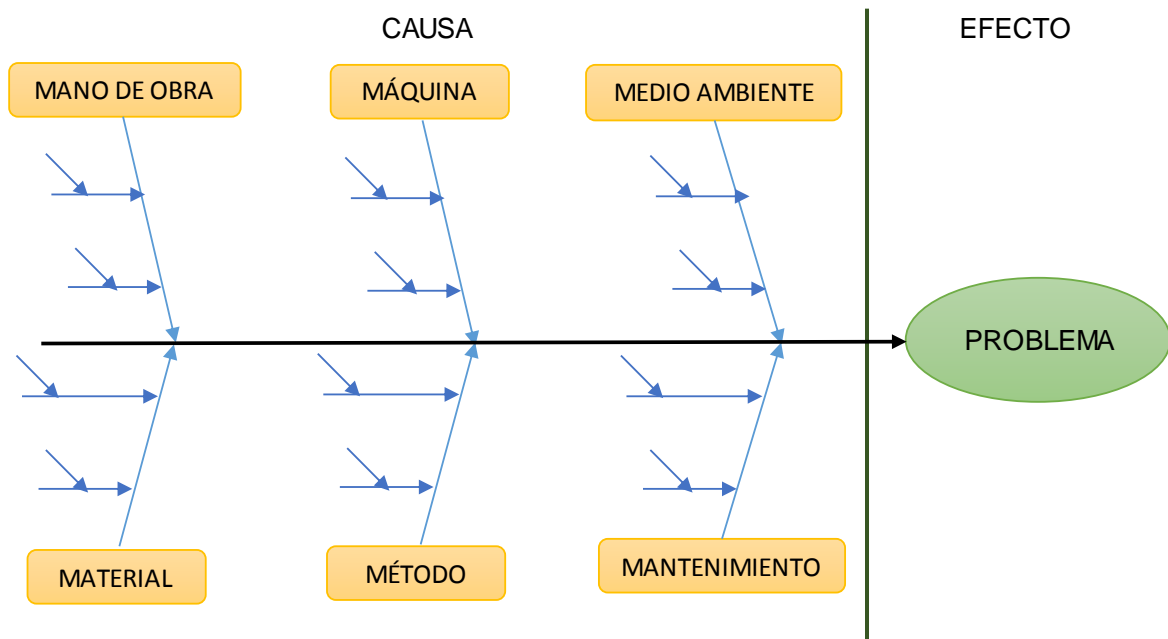 CAUSA
EFECTO
MANO DE OBRA
MÁQUINA
MEDIO AMBIENTE
PROBLEMA
MATERIAL
MÉTODO
MANTENIMIENTO